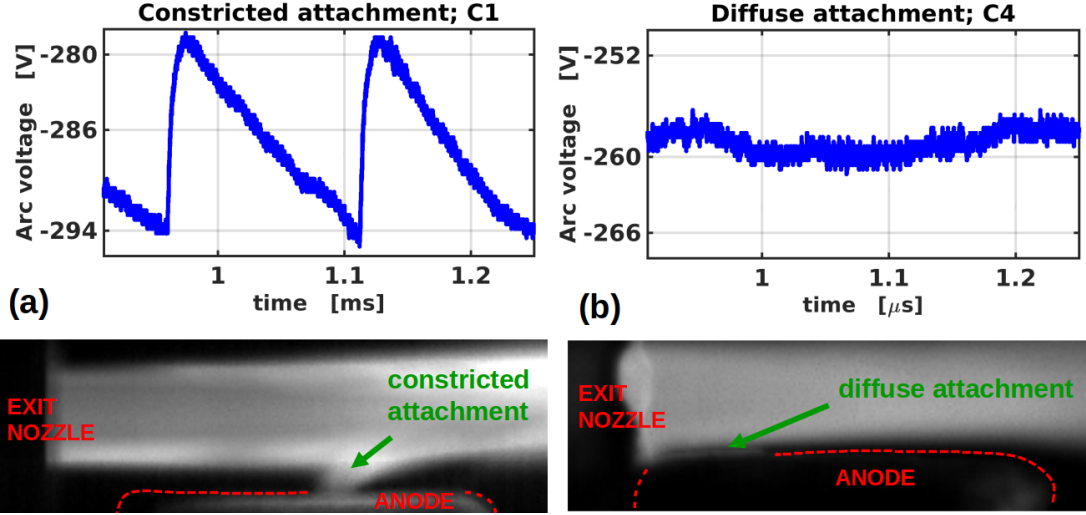 Constricted attachment; C1
Arc voltage [V]
-280
-286
-294
1
1.1
1.2
time [ms]
(a)
Diffuse attachment; C4
Arc voltage [V]
-252
-260
-266
1
1.1
1.2
time [μs]
(b)
constricted
attachment
EXIT
NOZZLE
ANODE
diffuse attachment
EXIT
NOZZLE
ANODE